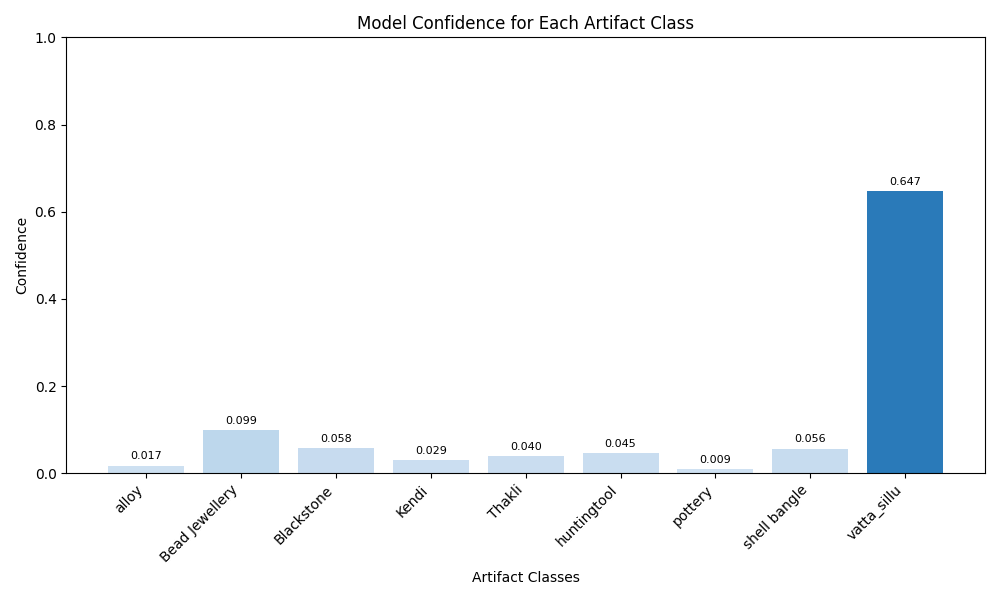 Model Confidence for Each Artifact Class
1.0
0.8
0.6
0.4
0.2
0.0
Confidence
0.017
0.099
0.058
0.029
0.040
0.045
0.009
0.056
0.647
alloy
Bead Jewellery
Blackstone
Kendi
Thakli
huntingtool
pottery
shell bangle
vatta_sillu
Artifact Classes